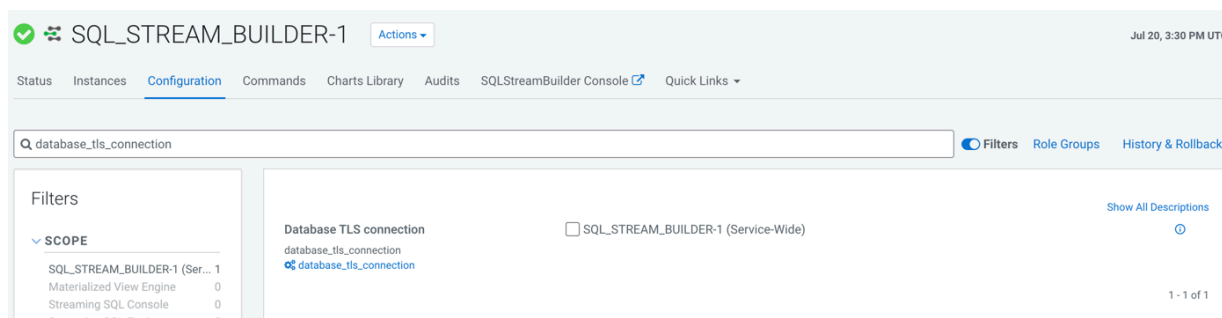 SQL_STREAM_BUILDER-1 Actions Jul 20, 3:30 PM
Status Instances Configuration Commands Charts Library Audits SQLStreamBuilder Console Quick Links
database_tls_connection Filters Role Groups History & Rollback
Filters
Show All Descriptions
Database TLS connection SQL_STREAM_BUILDER-1 (Service-Wide)
SCOPE
database_tls_connection
database_tls_connection
SQL_STREAM_BUILDER-1 (Ser... 1
Materialized View Engine 0
Streaming SQL Console 0
1 - 1 of 1